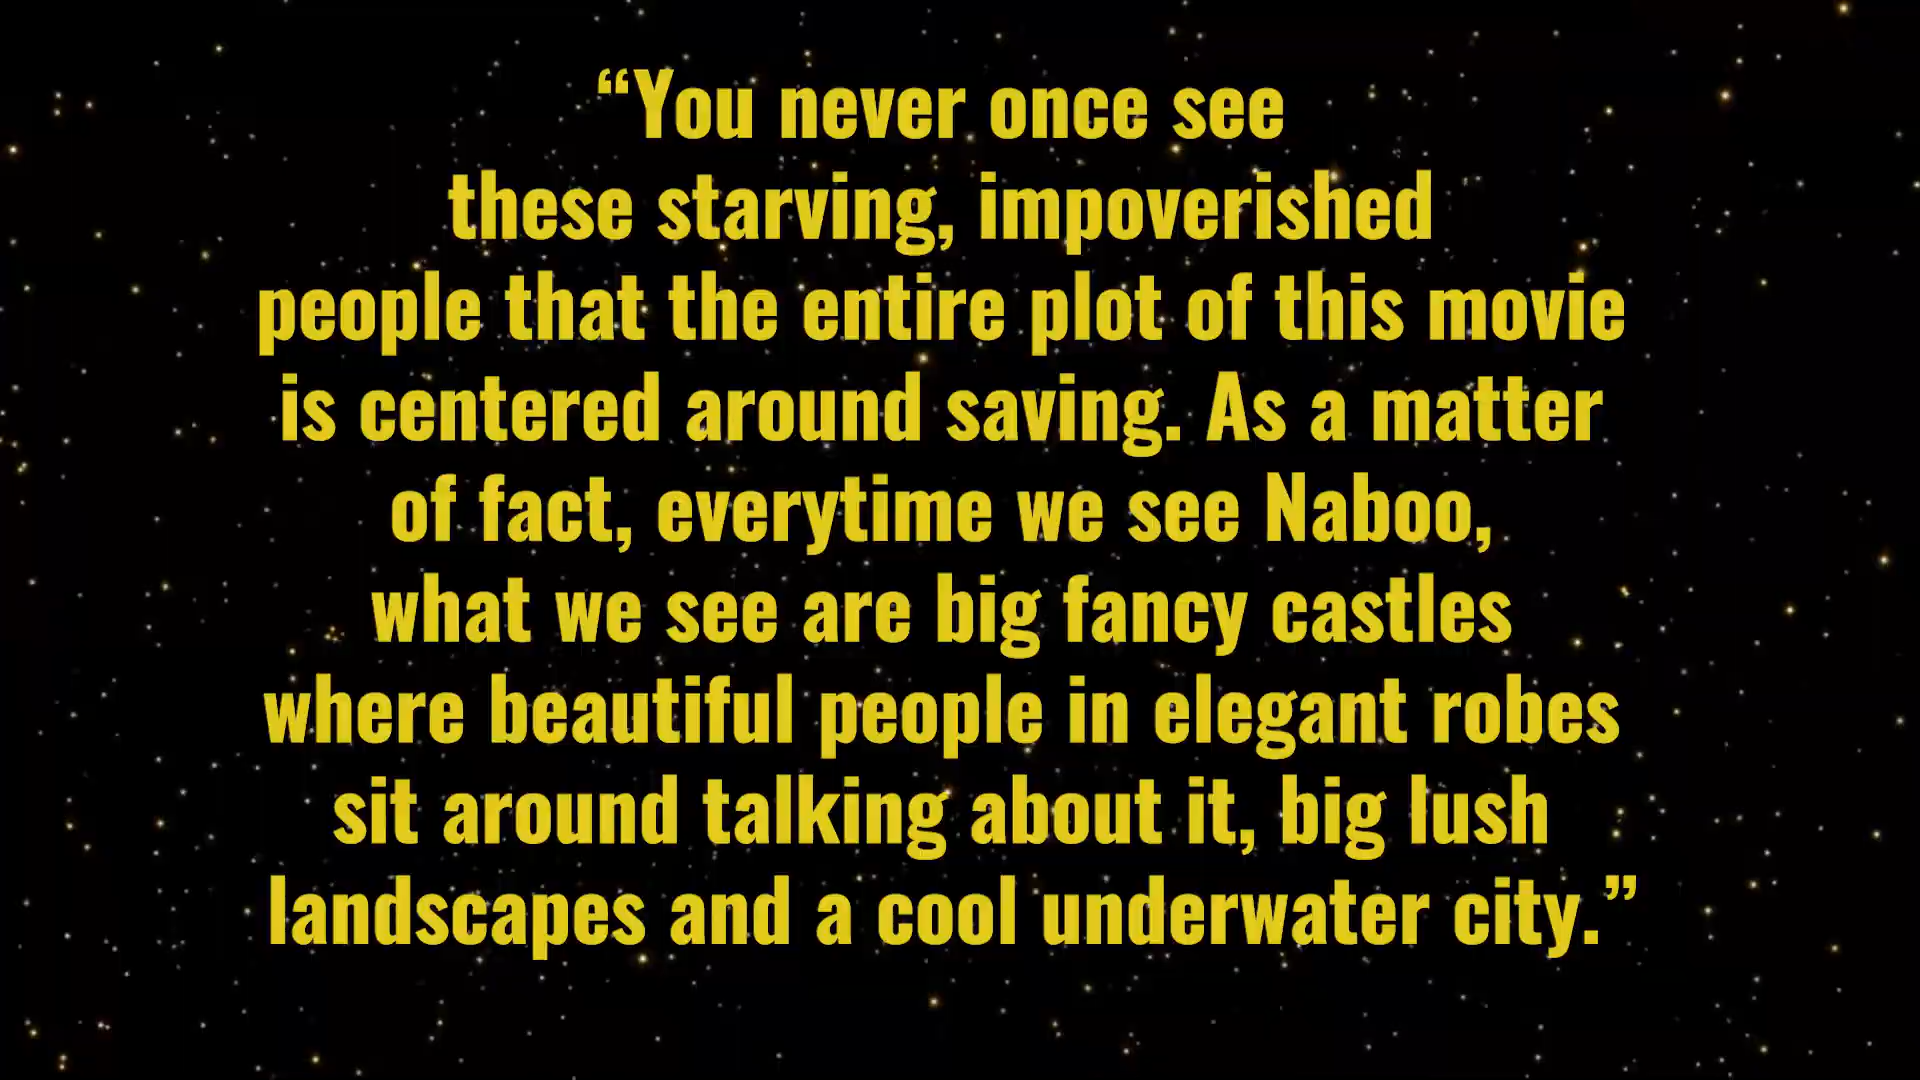 “You never once see
these starving, impoverished
people that the entire plot of this movie
is centered around saving. As a matter
of fact, everytime we see Naboo,
what we see are big fancy castles
where beautiful people in elegant robes
sit around talking about it, big lush
landscapes and a cool underwater city.”